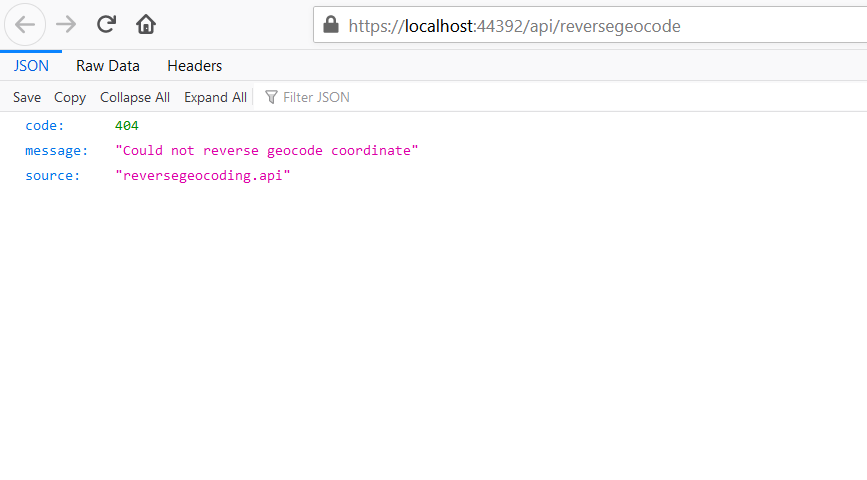 https://localhost:44392/api/reversegeocode
JSON Raw Data Headers
Save Copy Collapse All Expand All Filter JSON
code: 404
message: "Could not reverse geocode coordinate"
source: "reversegeocoding.api"